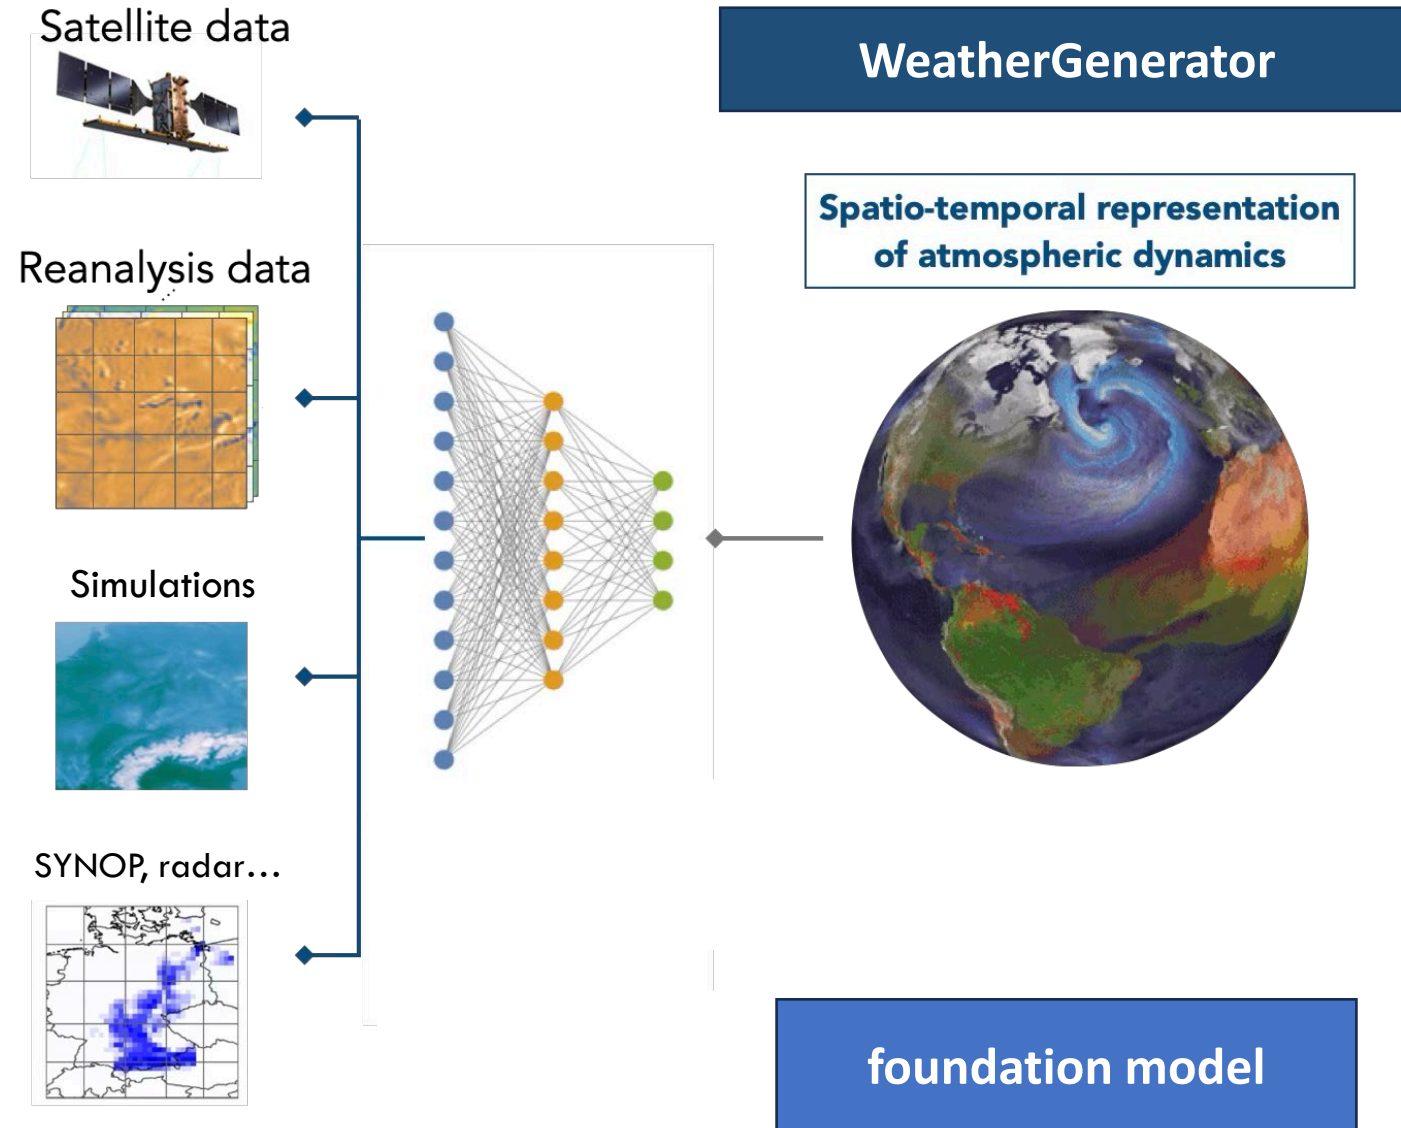 Satellite data
WeatherGenerator
Spatio-temporal representation
of atmospheric dynamics
Reanalysis data
Simulations
SYNOP, radar...
foundation model